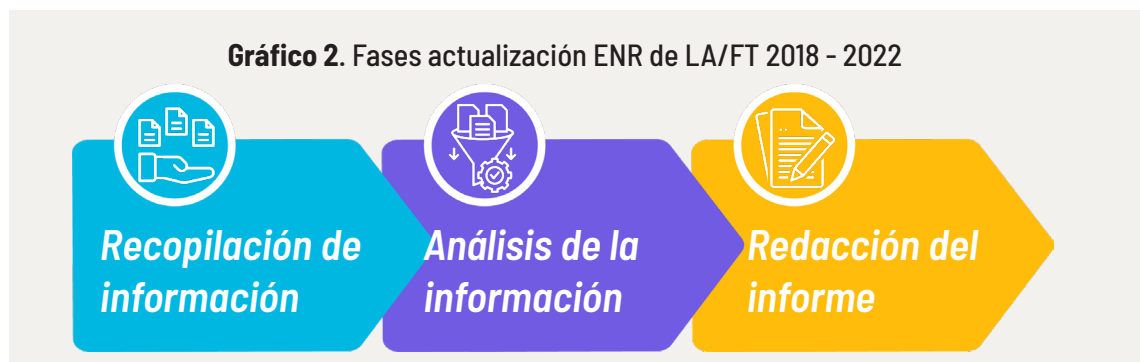 Gráfico 2. Fases actualización ENR de LA/FT 2018 - 2022
Recopilación de
información
Análisis de la
información
Redacción del
informe